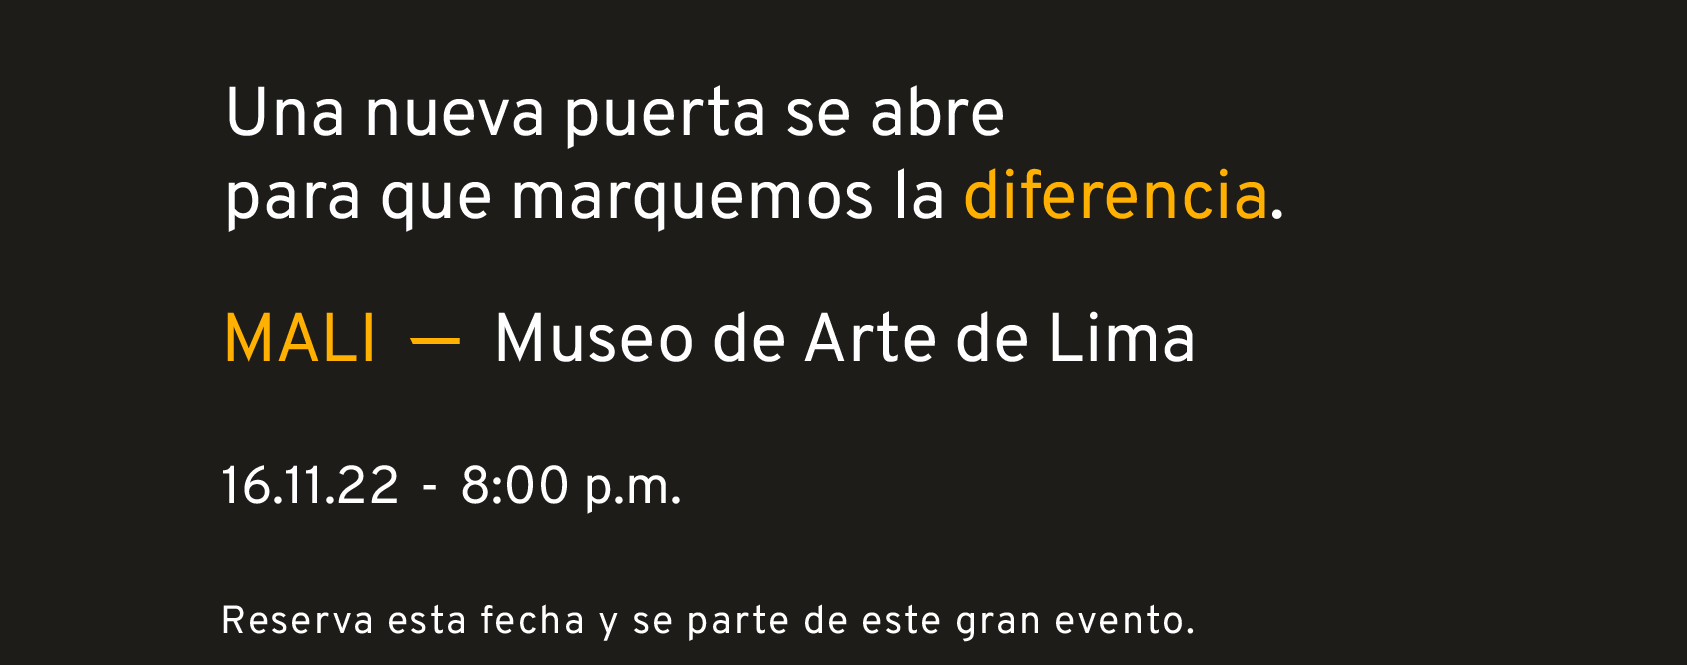 Una nueva puerta se abre
para que marquemos la diferencia.
MALI — Museo de Arte de Lima
16.11.22 - 8:00 p.m.
Reserva esta fecha y se parte de este gran evento.